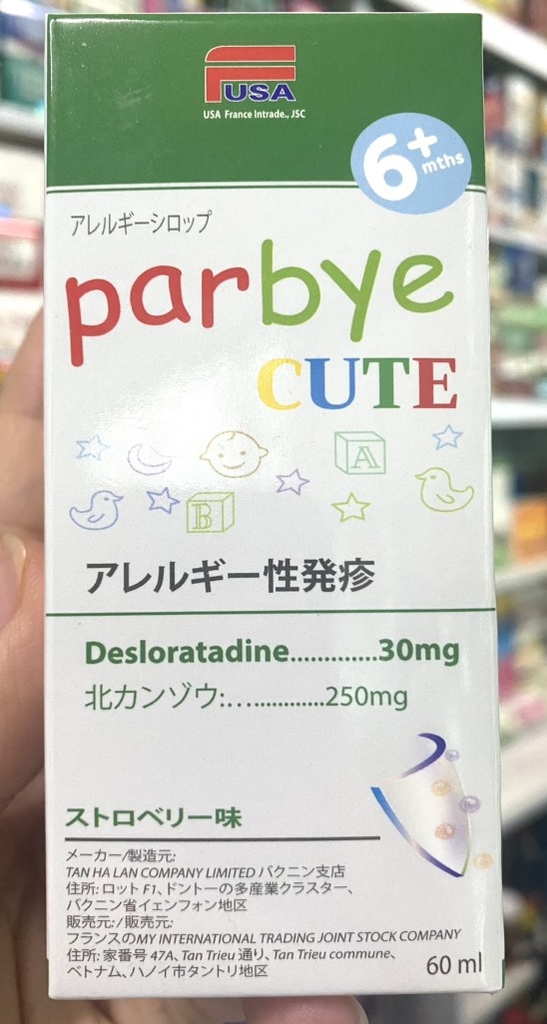 FUSA
USA France Intrade., JSC
6+
mths
アレルギーシロップ
parbye
CUTE
A
B
アレルギー性発疹
Desloratadine.............30mg
北カンゾウ:...............250mg
ストロベリー味
メーカー/製造元:
TAN HA LAN COMPANY LIMITED バクニン支店
住所: ロット F1、ドントーの多産業クラスター、
バクニン省イェンフォン地区
販売元: / 販売元:
フランスのMY INTERNATIONAL TRADING JOINT STOCK COMPANY
住所: 家番号 47A、Tan Trieu 通り、Tan Trieu commune、
ベトナム、ハノイ市タントリ地区
60 ml